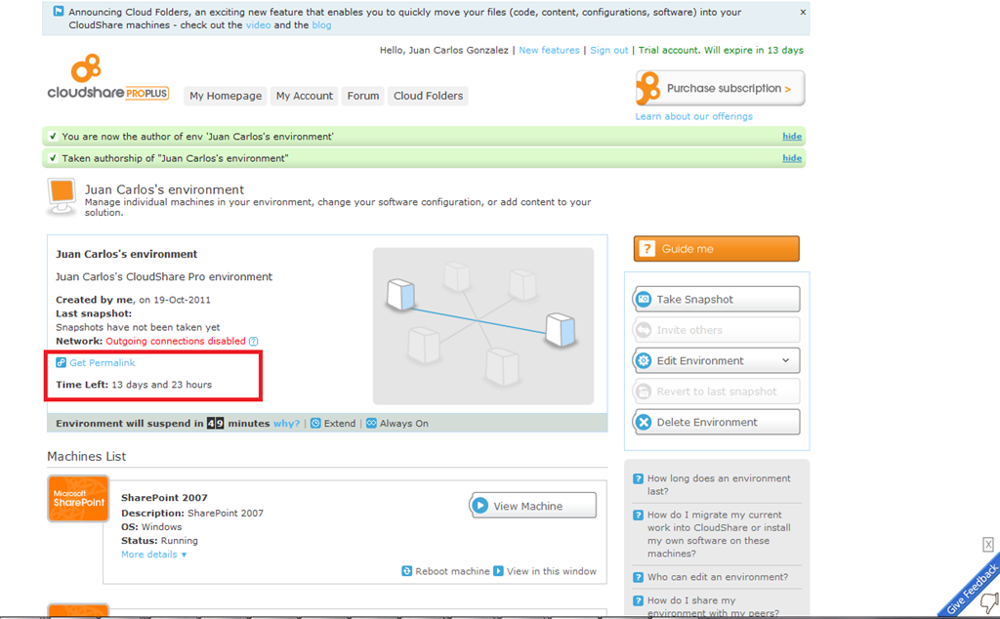 Announcing Cloud Folders, an exciting new feature that enables you to quickly move your files (code, content, configurations, software) into your
CloudShare machines - check out the video and the blog
x
Hello, Juan Carlos Gonzalez | New features | Sign out | Trial account. Will expire in 13 days
cloudshare PROPLUS
My Homepage My Account Forum Cloud Folders
Purchase subscription >
Learn about our offerings
You are now the author of env 'Juan Carlos's environment' hide
Taken authorship of "Juan Carlos's environment" hide
Juan Carlos's environment
Manage individual machines in your environment, change your software configuration, or add content to your
solution.
Juan Carlos's environment
Juan Carlos's CloudShare Pro environment
Created by me, on 19-Oct-2011
Last snapshot:
Snapshots have not been taken yet
Network: Outgoing connections disabled ?
Get Permalink
Time Left: 13 days and 23 hours
Environment will suspend in 49 minutes why? | Extend | Always On
? Guide me
Take Snapshot
Invite others
Edit Environment
Revert to last snapshot
Delete Environment
Machines List
Microsoft
SharePoint
SharePoint 2007
Description: SharePoint 2007
OS: Windows
Status: Running
More details ▼
View Machine
Reboot machine View in this window
? How long does an environment
last?
? How do I migrate my current
work into CloudShare or install
my own software on these
machines?
? Who can edit an environment?
? How do I share my
environment with my peers?
X
Give Feedback